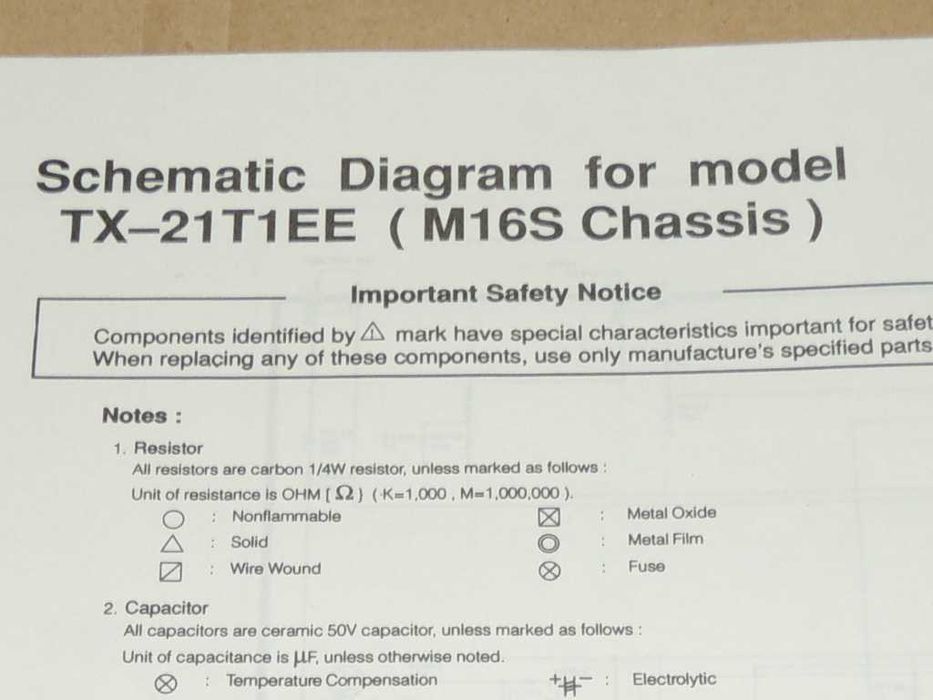 Schematic Diagram for model
TX–21T1EE ( M16S Chassis )
Important Safety Notice
Components identified by ⚠ mark have special characteristics important for safet
When replacing any of these components, use only manufacture's specified parts
Notes :
1. Resistor
All resistors are carbon 1/4W resistor, unless marked as follows :
Unit of resistance is OHM [ Ω ] ( K=1,000 , M=1,000,000 ).
○ : Nonflammable ⊠ : Metal Oxide
△ : Solid ◎ : Metal Film
⧄ : Wire Wound ⊗ : Fuse
2. Capacitor
All capacitors are ceramic 50V capacitor, unless marked as follows :
Unit of capacitance is µF, unless otherwise noted.
⊗ : Temperature Compensation + − : Electrolytic